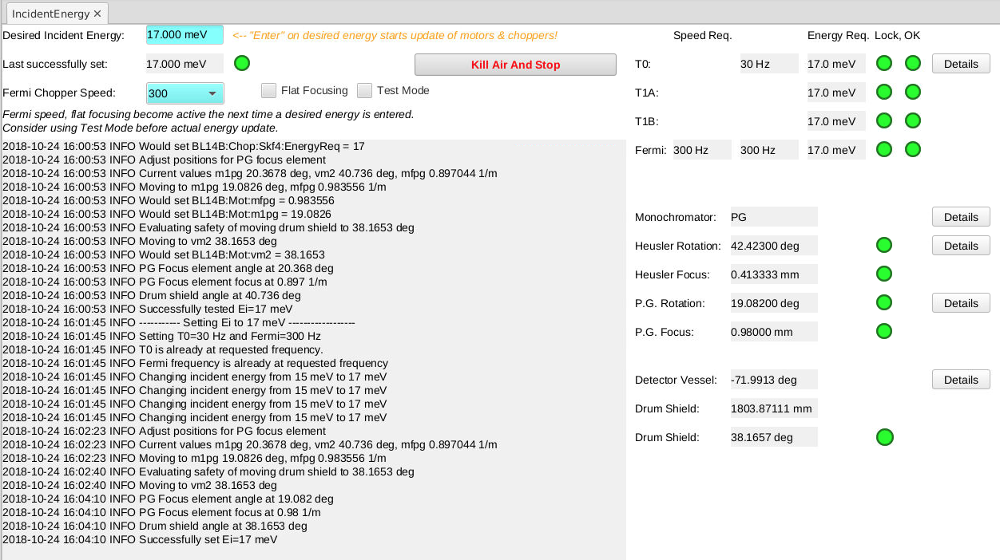 IncidentEnergy ✕
Desired Incident Energy: 17.000 meV <-- "Enter" on desired energy starts update of motors & choppers!
Last successfully set: 17.000 meV Kill Air And Stop
Fermi Chopper Speed: 300 Flat Focusing Test Mode
Fermi speed, flat focusing become active the next time a desired energy is entered.
Consider using Test Mode before actual energy update.
2018-10-24 16:00:53 INFO Would set BL14B:Chop:Skf4:EnergyReq = 17
2018-10-24 16:00:53 INFO Adjust positions for PG focus element
2018-10-24 16:00:53 INFO Current values m1pg 20.3678 deg, vm2 40.736 deg, mfpg 0.897044 1/m
2018-10-24 16:00:53 INFO Moving to m1pg 19.0826 deg, mfpg 0.983556 1/m
2018-10-24 16:00:53 INFO Would set BL14B:Mot:mfpg = 0.983556
2018-10-24 16:00:53 INFO Would set BL14B:Mot:m1pg = 19.0826
2018-10-24 16:00:53 INFO Evaluating safety of moving drum shield to 38.1653 deg
2018-10-24 16:00:53 INFO Moving to vm2 38.1653 deg
2018-10-24 16:00:53 INFO Would set BL14B:Mot:vm2 = 38.1653
2018-10-24 16:00:53 INFO PG Focus element angle at 20.368 deg
2018-10-24 16:00:53 INFO PG Focus element focus at 0.897 1/m
2018-10-24 16:00:53 INFO Drum shield angle at 40.736 deg
2018-10-24 16:00:53 INFO Successfully tested Ei=17 meV
2018-10-24 16:01:45 INFO ----------- Setting Ei to 17 meV ------------------
2018-10-24 16:01:45 INFO Setting T0=30 Hz and Fermi=300 Hz
2018-10-24 16:01:45 INFO T0 is already at requested frequency.
2018-10-24 16:01:45 INFO Fermi frequency is already at requested frequency
2018-10-24 16:01:45 INFO Changing incident energy from 15 meV to 17 meV
2018-10-24 16:01:45 INFO Changing incident energy from 15 meV to 17 meV
2018-10-24 16:01:45 INFO Changing incident energy from 15 meV to 17 meV
2018-10-24 16:01:45 INFO Changing incident energy from 15 meV to 17 meV
2018-10-24 16:02:23 INFO Adjust positions for PG focus element
2018-10-24 16:02:23 INFO Current values m1pg 20.3678 deg, vm2 40.736 deg, mfpg 0.897044 1/m
2018-10-24 16:02:23 INFO Moving to m1pg 19.0826 deg, mfpg 0.983556 1/m
2018-10-24 16:02:40 INFO Evaluating safety of moving drum shield to 38.1653 deg
2018-10-24 16:02:40 INFO Moving to vm2 38.1653 deg
2018-10-24 16:04:10 INFO PG Focus element angle at 19.082 deg
2018-10-24 16:04:10 INFO PG Focus element focus at 0.98 1/m
2018-10-24 16:04:10 INFO Drum shield angle at 38.1653 deg
2018-10-24 16:04:10 INFO Successfully set Ei=17 meV
Speed Req. Energy Req. Lock, OK
T0: 30 Hz 17.0 meV Details
T1A: 17.0 meV
T1B: 17.0 meV
Fermi: 300 Hz 300 Hz 17.0 meV
Monochromator: PG Details
Heusler Rotation: 42.42300 deg Details
Heusler Focus: 0.413333 mm
P.G. Rotation: 19.08200 deg Details
P.G. Focus: 0.98000 mm
Detector Vessel: -71.9913 deg Details
Drum Shield: 1803.87111 mm
Drum Shield: 38.1657 deg